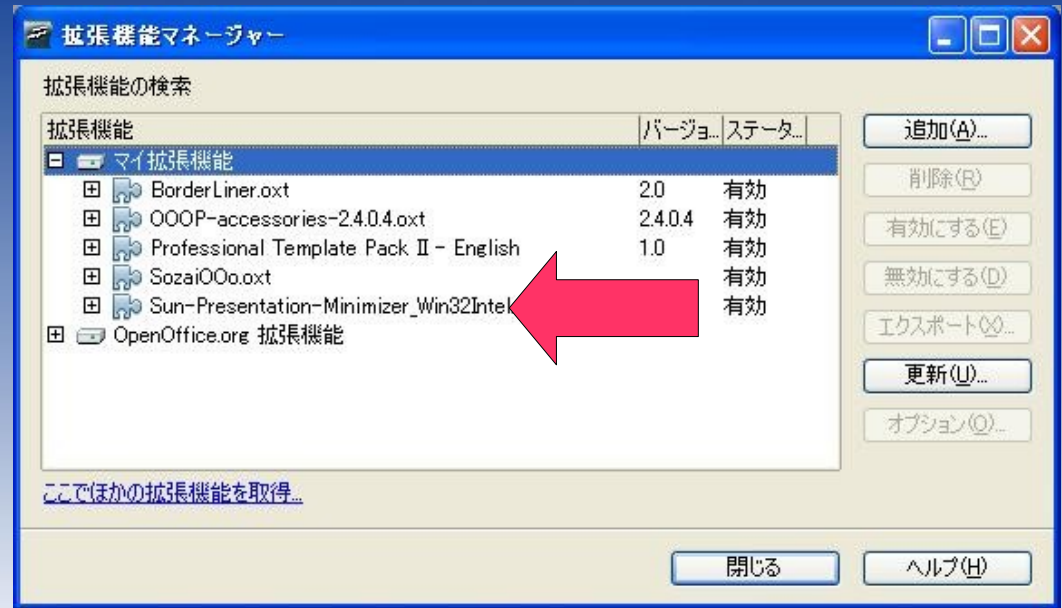 拡張機能マネージャー
拡張機能の検索
拡張機能 バージョ... ステータ...
マイ拡張機能
BorderLiner.oxt 2.0 有効
OOOP-accessories-2.4.0.4.oxt 2.4.0.4 有効
Professional Template Pack II - English 1.0 有効
SozaiOOo.oxt 有効
Sun-Presentation-Minimizer_Win32Intel 有効
OpenOffice.org 拡張機能
追加(A)...
削除(R)
有効にする(E)
無効にする(D)
エクスポート(X)...
更新(U)...
オプション(O)...
ここでほかの拡張機能を取得...
閉じる
ヘルプ(H)